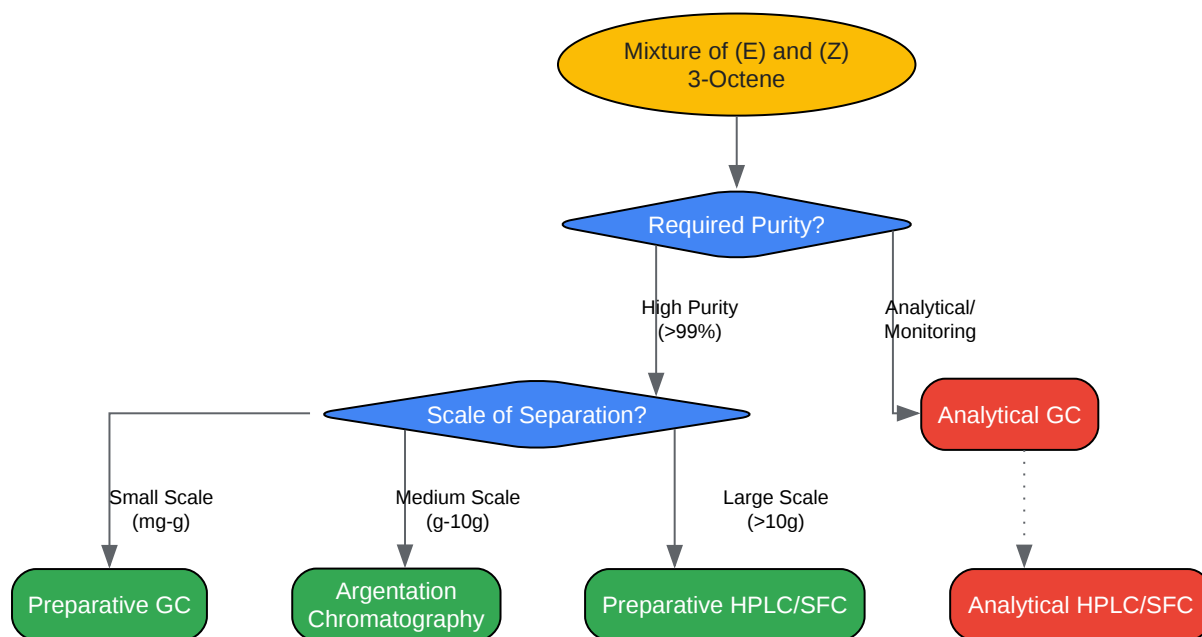 Mixture of (E) and (Z)
3-Octene
Required Purity?
High Purity
(>99%)
Analytical/
Monitoring
Scale of Separation?
Analytical GC
Small Scale
(mg-g)
Medium Scale
(g-10g)
Large Scale
(>10g)
Preparative GC
Argentation
Chromatography
Preparative HPLC/SFC
Analytical HPLC/SFC